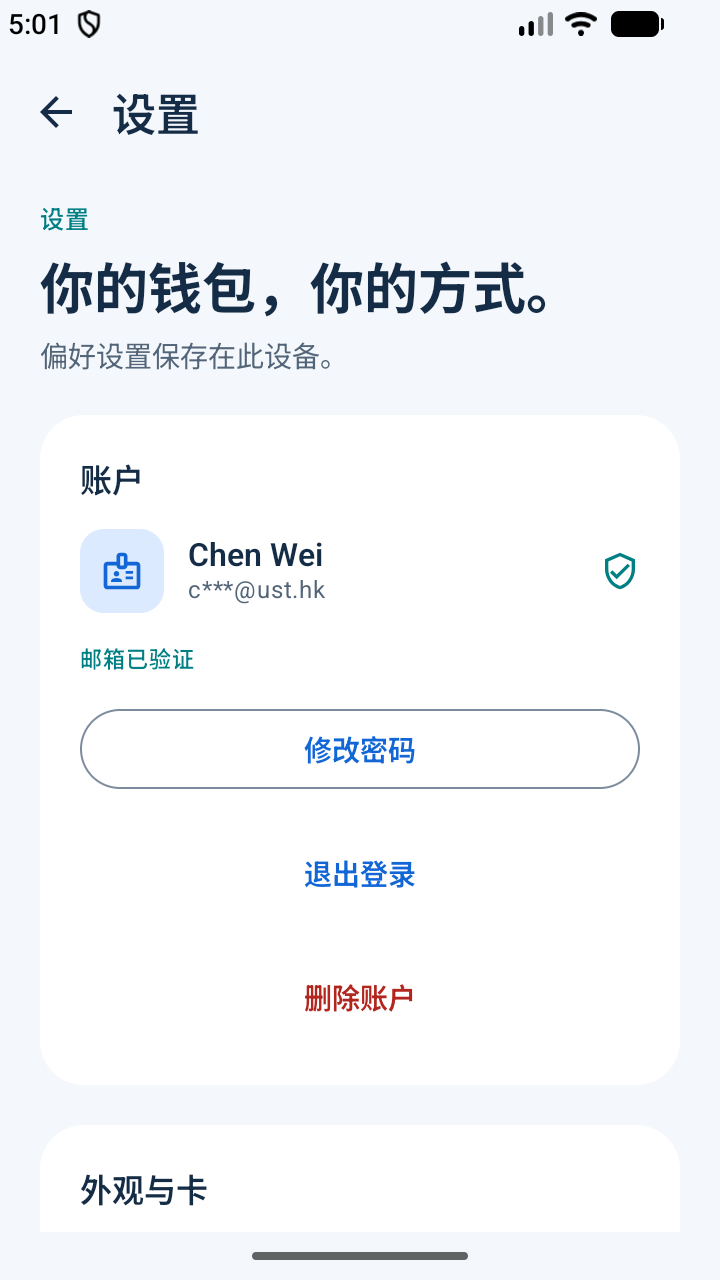 5:01
设置
设置
你的钱包，你的方式。
偏好设置保存在此设备。
账户
Chen Wei
c***@ust.hk
邮箱已验证
修改密码
退出登录
删除账户
外观与卡